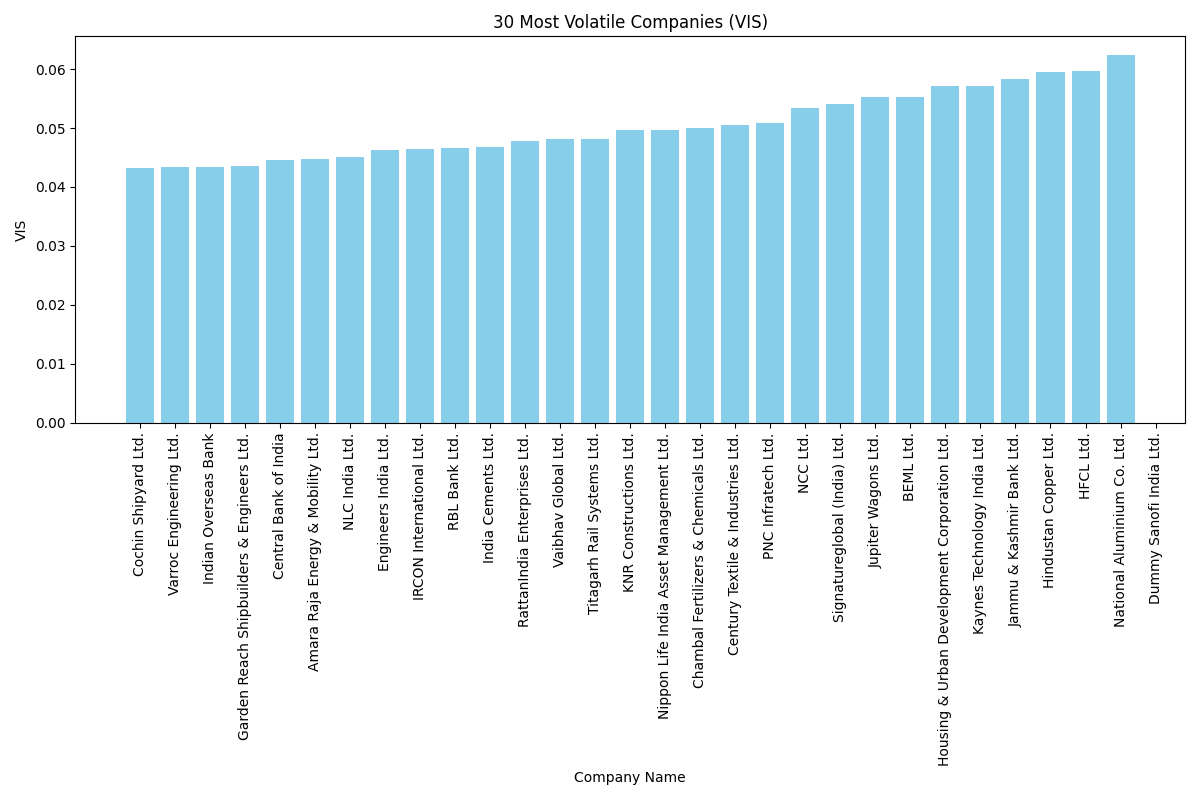 30 Most Volatile Companies (VIS)
VIS
0.06
0.05
0.04
0.03
0.02
0.01
0.00
Cochin Shipyard Ltd.
Varroc Engineering Ltd.
Indian Overseas Bank
Garden Reach Shipbuilders & Engineers Ltd.
Central Bank of India
Amara Raja Energy & Mobility Ltd.
NLC India Ltd.
Engineers India Ltd.
IRCON International Ltd.
RBL Bank Ltd.
India Cements Ltd.
RattanIndia Enterprises Ltd.
Vaibhav Global Ltd.
Titagarh Rail Systems Ltd.
KNR Constructions Ltd.
Nippon Life India Asset Management Ltd.
Chambal Fertilizers & Chemicals Ltd.
Century Textile & Industries Ltd.
PNC Infratech Ltd.
NCC Ltd.
Signatureglobal (India) Ltd.
Jupiter Wagons Ltd.
BEML Ltd.
Housing & Urban Development Corporation Ltd.
Kaynes Technology India Ltd.
Jammu & Kashmir Bank Ltd.
Hindustan Copper Ltd.
HFCL Ltd.
National Aluminium Co. Ltd.
Dummy Sanofi India Ltd.
Company Name